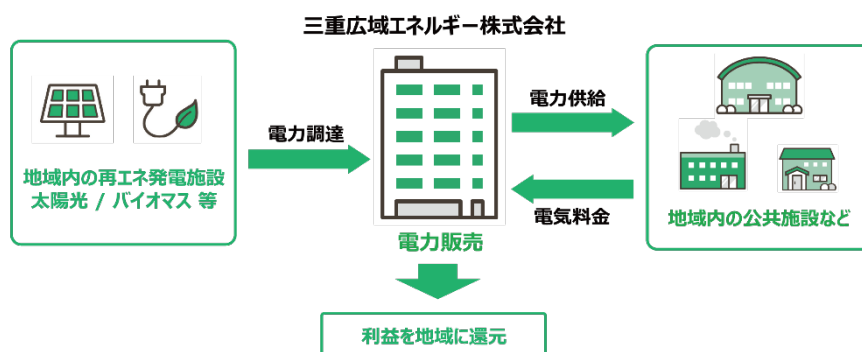 三重広域エネルギー株式会社
地域内の再エネ発電施設
太陽光 / バイオマス 等
電力調達
電力販売
電力供給
電気料金
地域内の公共施設など
利益を地域に還元